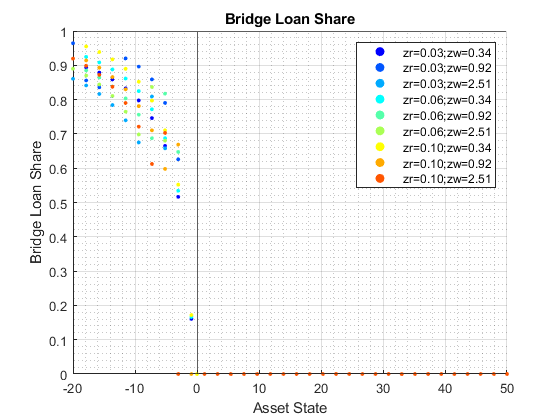 Bridge Loan Share
1
0.9
0.8
0.7
0.6
0.5
0.4
0.3
0.2
0.1
0
Bridge Loan Share
zr=0.03;zw=0.34
zr=0.03;zw=0.92
zr=0.03;zw=2.51
zr=0.06;zw=0.34
zr=0.06;zw=0.92
zr=0.06;zw=2.51
zr=0.10;zw=0.34
zr=0.10;zw=0.92
zr=0.10;zw=2.51
-20 -10 0 10 20 30 40 50
Asset State